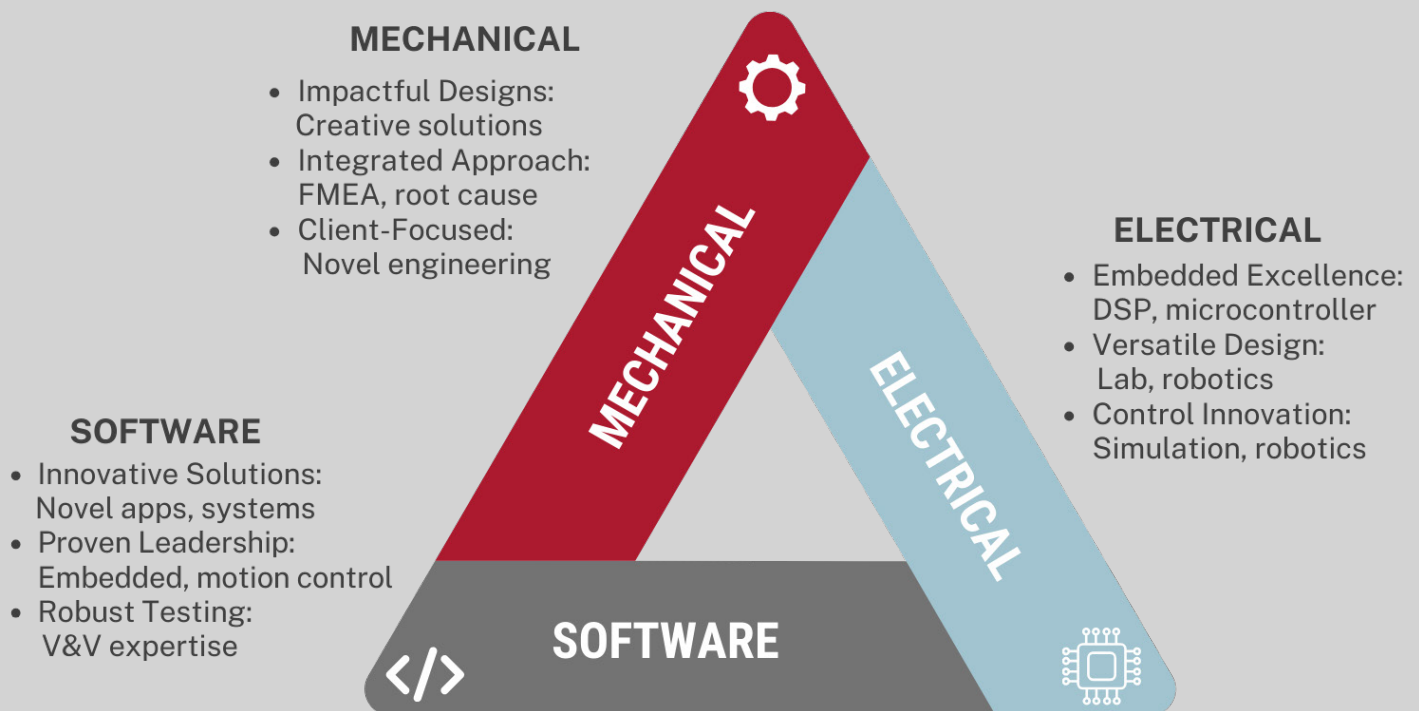 MECHANICAL
• Impactful Designs:
Creative solutions
• Integrated Approach:
FMEA, root cause
• Client-Focused:
Novel engineering
MECHANICAL
ELECTRICAL
• Embedded Excellence:
DSP, microcontroller
• Versatile Design:
Lab, robotics
• Control Innovation:
Simulation, robotics
ELECTRICAL
SOFTWARE
• Innovative Solutions:
Novel apps, systems
• Proven Leadership:
Embedded, motion control
• Robust Testing:
V&V expertise
SOFTWARE
</>